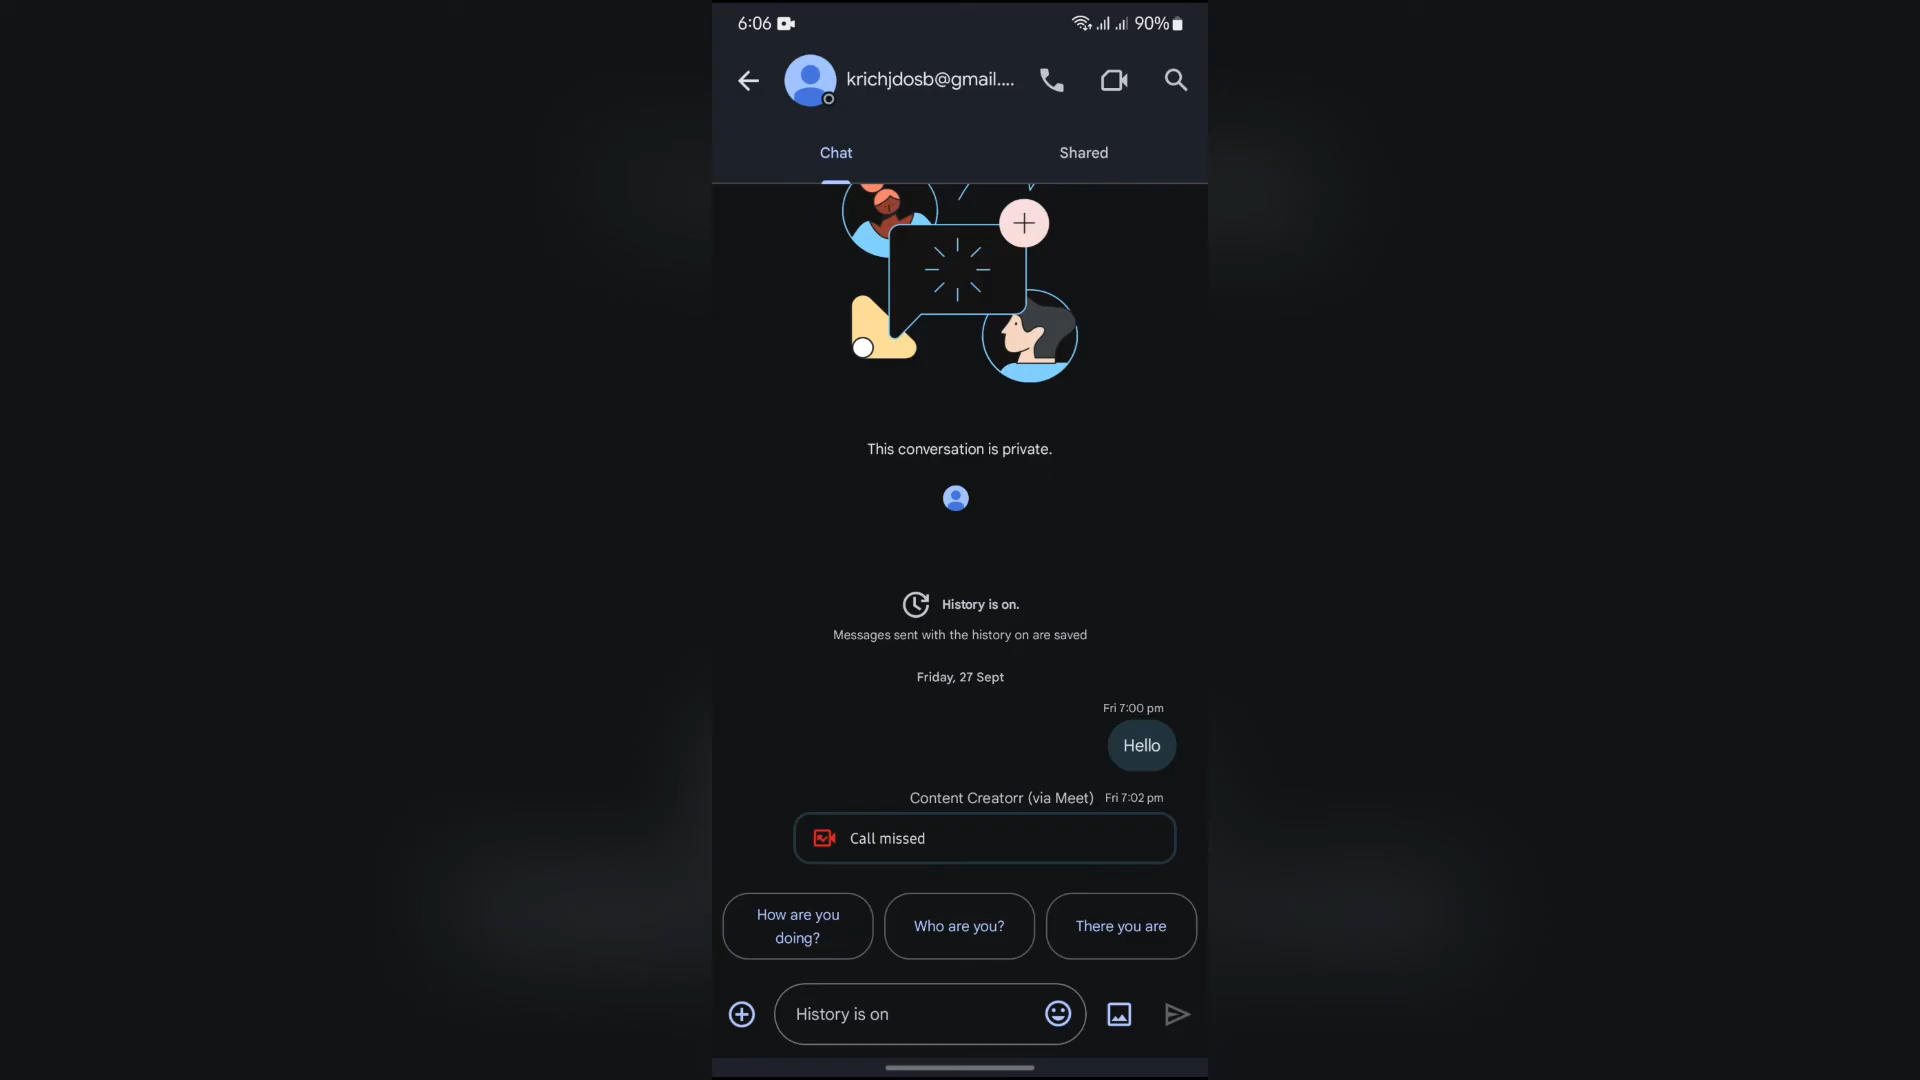 6:06
90%
krichjdosb@gmail....
Chat
Shared
This conversation is private.
History is on.
Messages sent with the history on are saved
Friday, 27 Sept
Fri 7:00 pm
Hello
Content Creatorr (via Meet) Fri 7:02 pm
Call missed
How are you
doing?
Who are you?
There you are
History is on